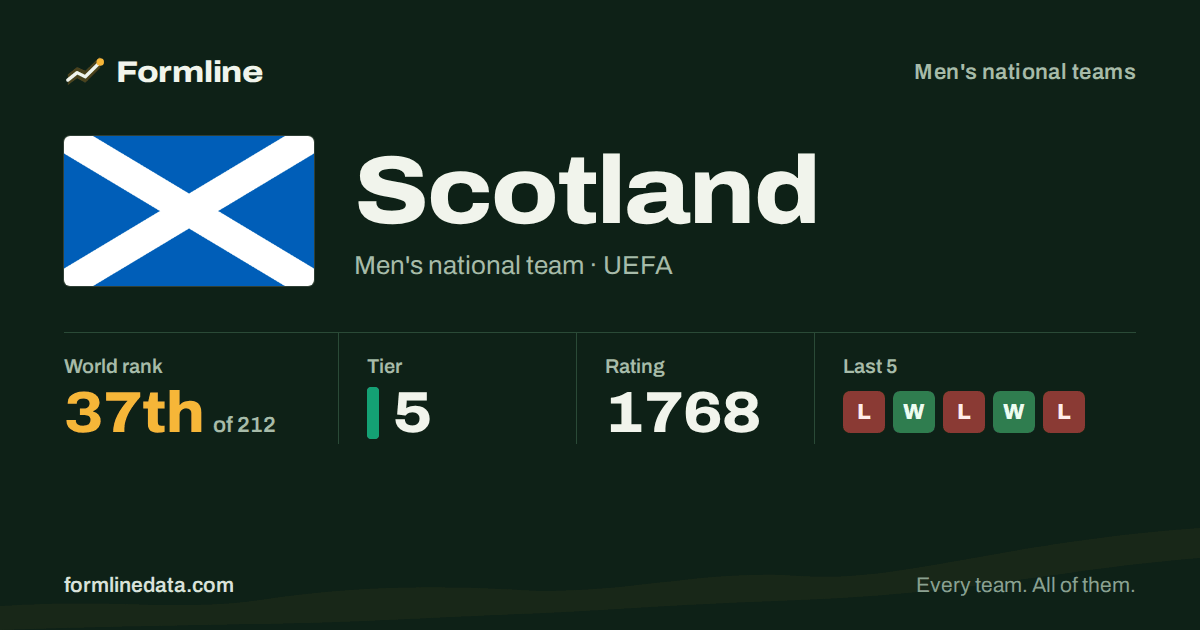 Formline
Men's national teams
Scotland
Men's national team · UEFA
World rank
37th of 212
Tier
5
Rating
1768
Last 5
L W L W L
formlinedata.com
Every team. All of them.